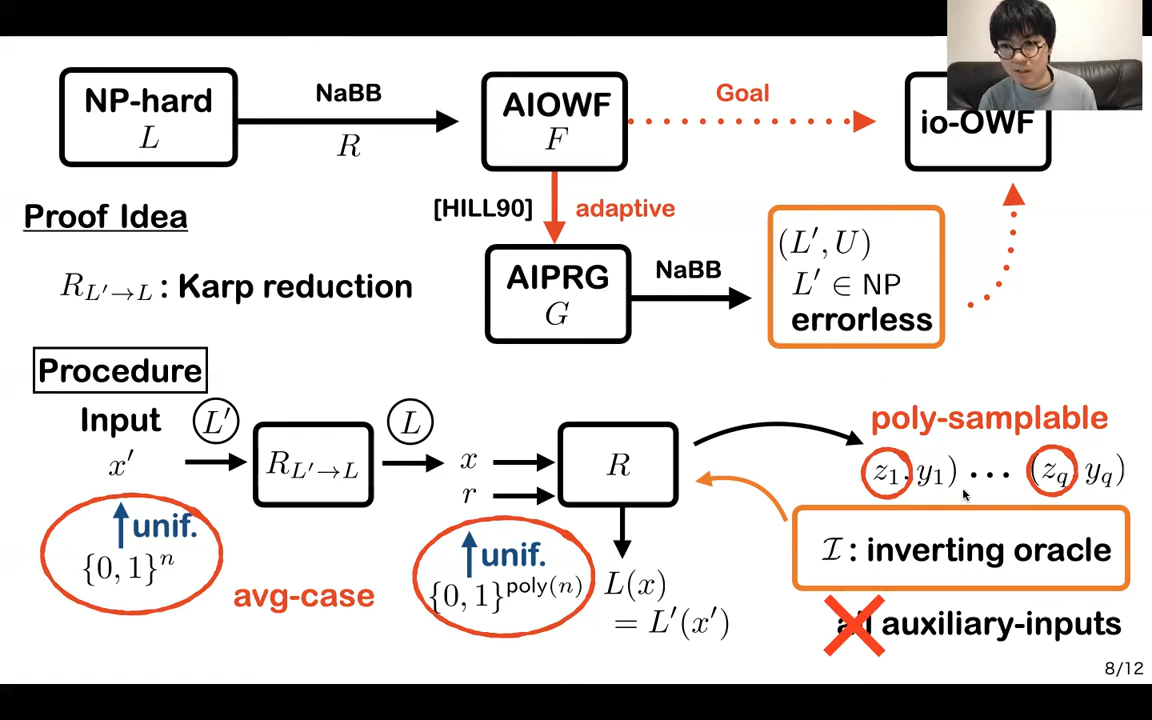 NP-hard
L
NaBB
R
AIOWF
F
Goal
io-OWF
[HILL90]
adaptive
Proof Idea
R_{L'→L} : Karp reduction
AIPRG
G
NaBB
(L', U)
L' ∈ NP
errorless
Procedure
Input
x'
L'
R_{L'→L}
L
x
r
R
poly-samplable
z_1, y_1) ··· (z_q, y_q)
unif.
{0, 1}^n
avg-case
unif.
{0, 1}^{poly(n)}
L(x)
= L'(x')
I : inverting oracle
all auxiliary-inputs
8/12